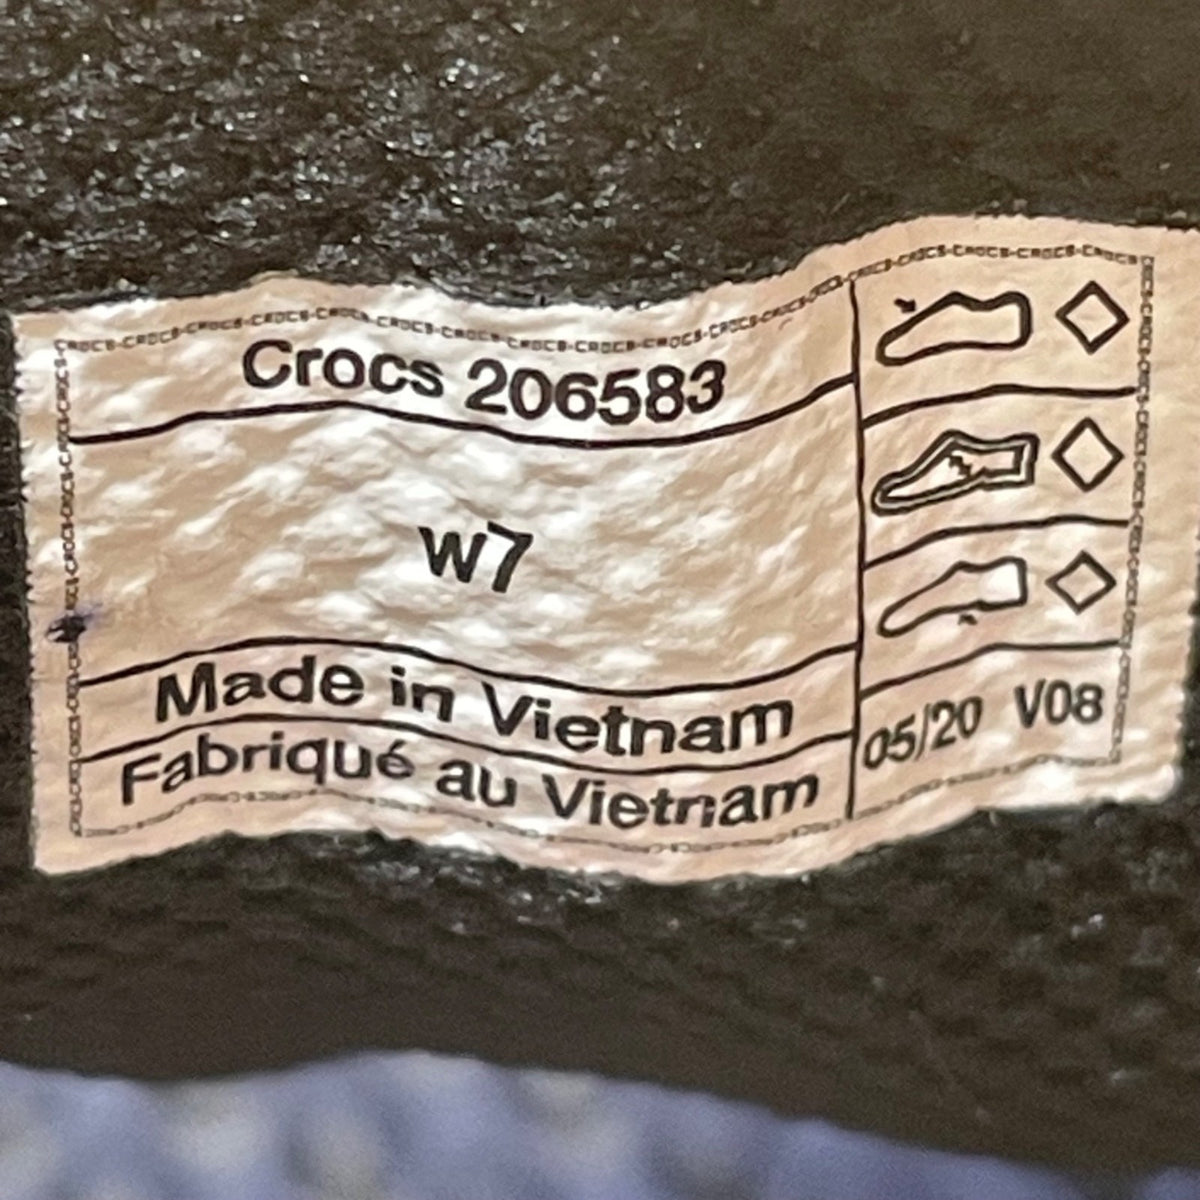 Crocs 206583
W7
Made in Vietnam
Fabriqué au Vietnam
05/20 V08